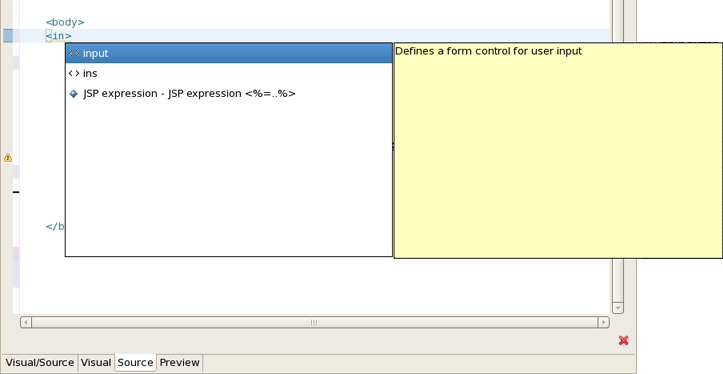 <body>
<in>
input
Defines a form control for user input
ins
JSP expression - JSP expression <%=..%>
</b
Visual/Source Visual Source Preview